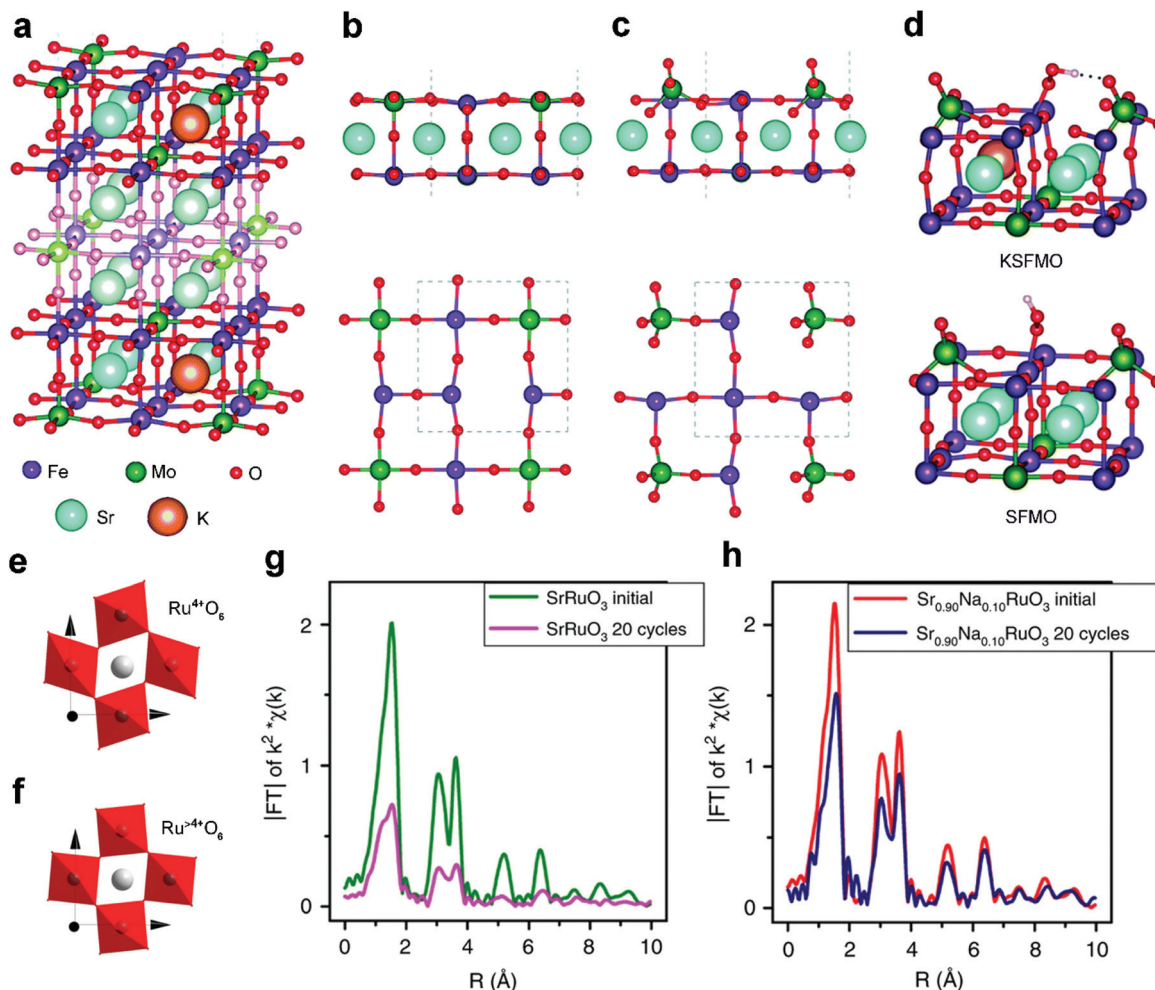 a
b
c
d
KSFMO
SFMO
Fe
Mo
O
Sr
K
e
Ru⁴⁺O₆
f
Ru^{>4+}O₆
g
SrRuO₃ initial
SrRuO₃ 20 cycles
|FT| of k² *χ(k)
2
1
0
0 2 4 6 8 10
R (Å)
h
Sr₀.₉₀Na₀.₁₀RuO₃ initial
Sr₀.₉₀Na₀.₁₀RuO₃ 20 cycles
|FT| of k² *χ(k)
2
1
0
0 2 4 6 8 10
R (Å)